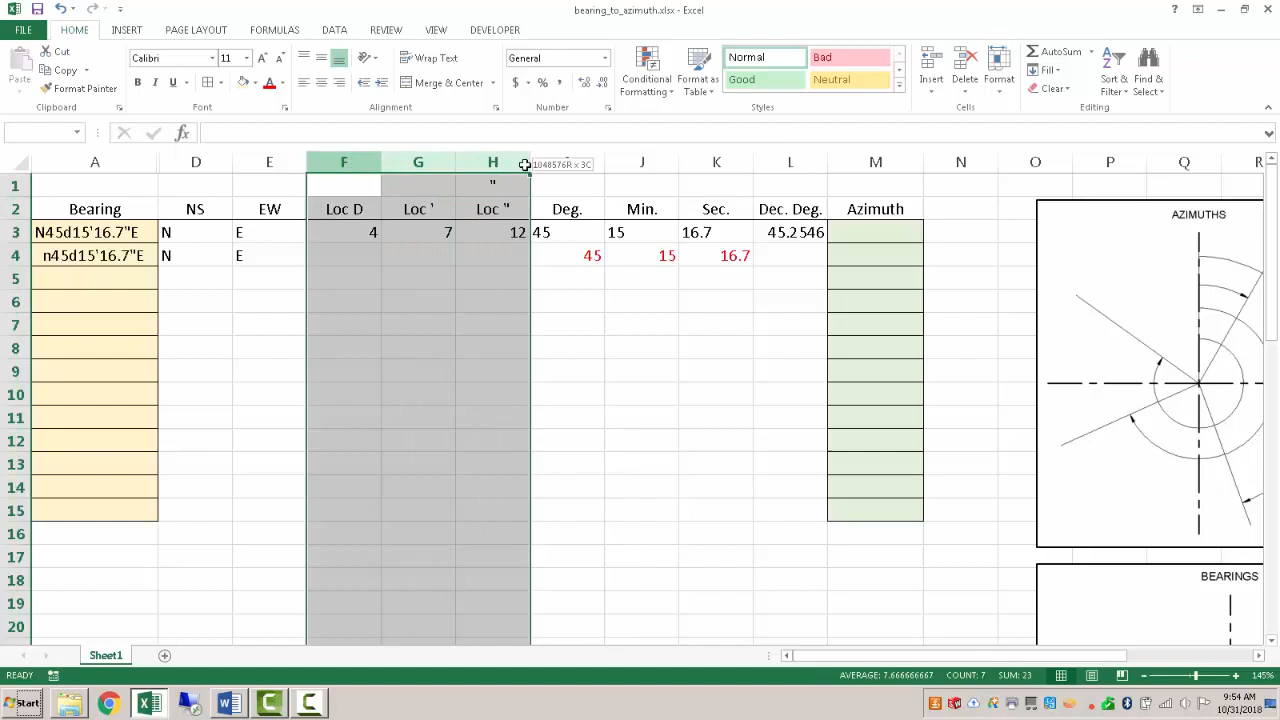 bearing_to_azimuth.xlsx - Excel
FILE HOME INSERT PAGE LAYOUT FORMULAS DATA REVIEW VIEW DEVELOPER
Paste
Cut
Copy
Format Painter
Clipboard
Calibri 11
B I U
Font
Wrap Text
Merge & Center
Alignment
General
$ % ,
Number
Conditional Formatting
Format as Table
Normal Bad
Good Neutral
Styles
Insert Delete Format
Cells
AutoSum
Fill
Clear
Sort & Filter
Find & Select
Editing
fx
A D E F G H J K L M N O P Q R
1048576R x 3C
1 "
2 Bearing NS EW Loc D Loc ' Loc " Deg. Min. Sec. Dec. Deg. Azimuth
3 N45d15'16.7"E N E 4 7 12 45 15 16.7 45.2546
4 n45d15'16.7"E N E 45 15 16.7
5
6
7
8
9
10
11
12
13
14
15
16
17
18
19
20
AZIMUTHS
BEARINGS
Sheet1
READY AVERAGE: 7.666666667 COUNT: 7 SUM: 23 145%
Start
9:54 AM
10/31/2018